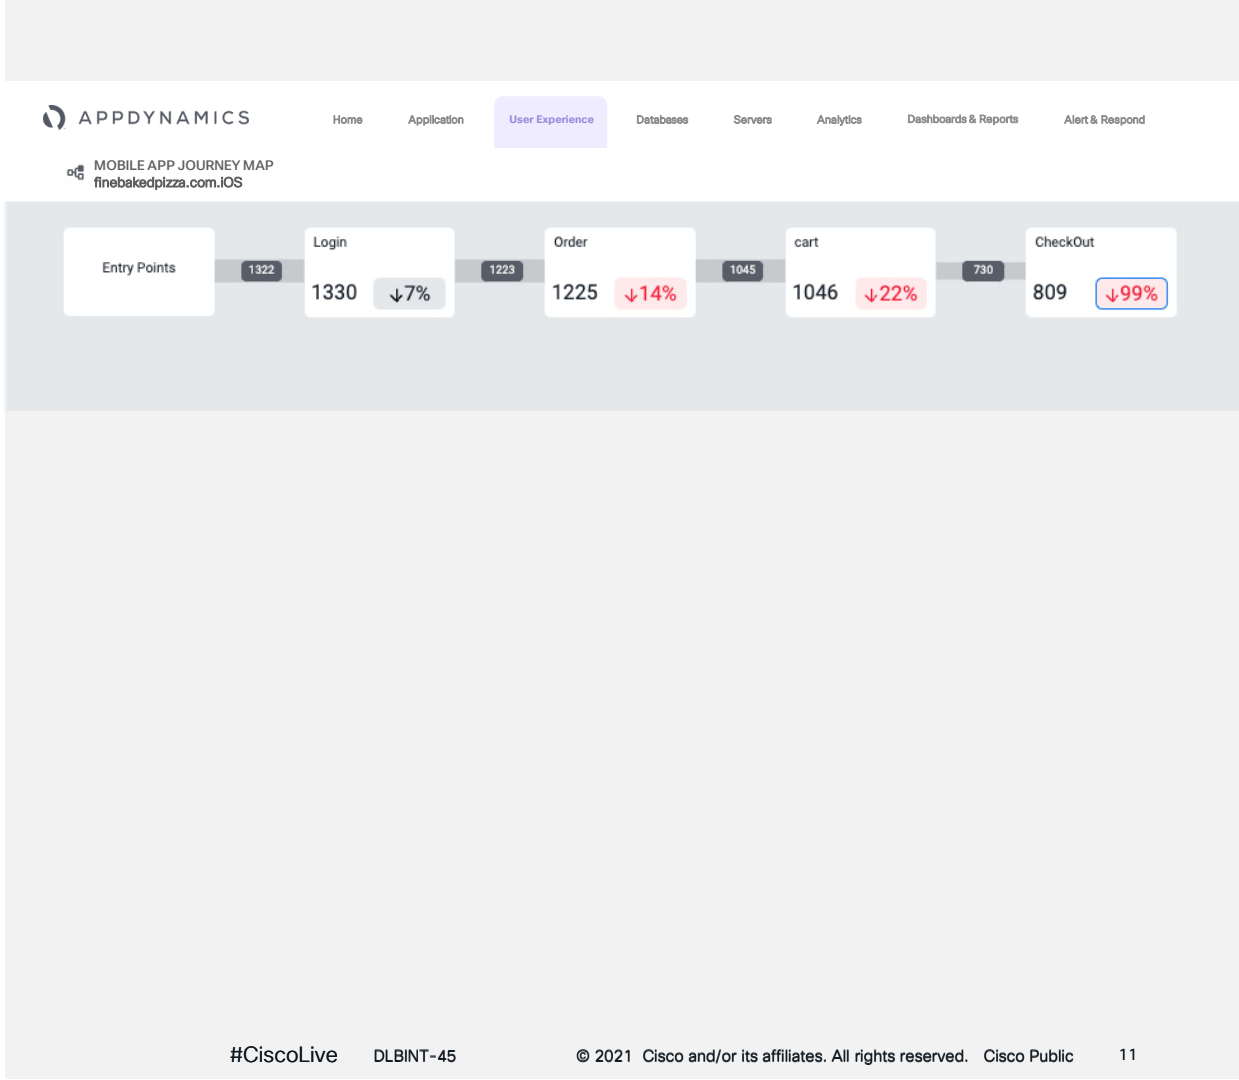 APPDYNAMICS
Home Application User Experience Databases Servers Analytics Dashboards & Reports Alert & Respond
MOBILE APP JOURNEY MAP
finebakedpizza.com.iOS
Entry Points
1322
Login
1330 ↓7%
1223
Order
1225 ↓14%
1045
cart
1046 ↓22%
730
CheckOut
809 ↓99%
#CiscoLive DLBINT-45 © 2021 Cisco and/or its affiliates. All rights reserved. Cisco Public 11